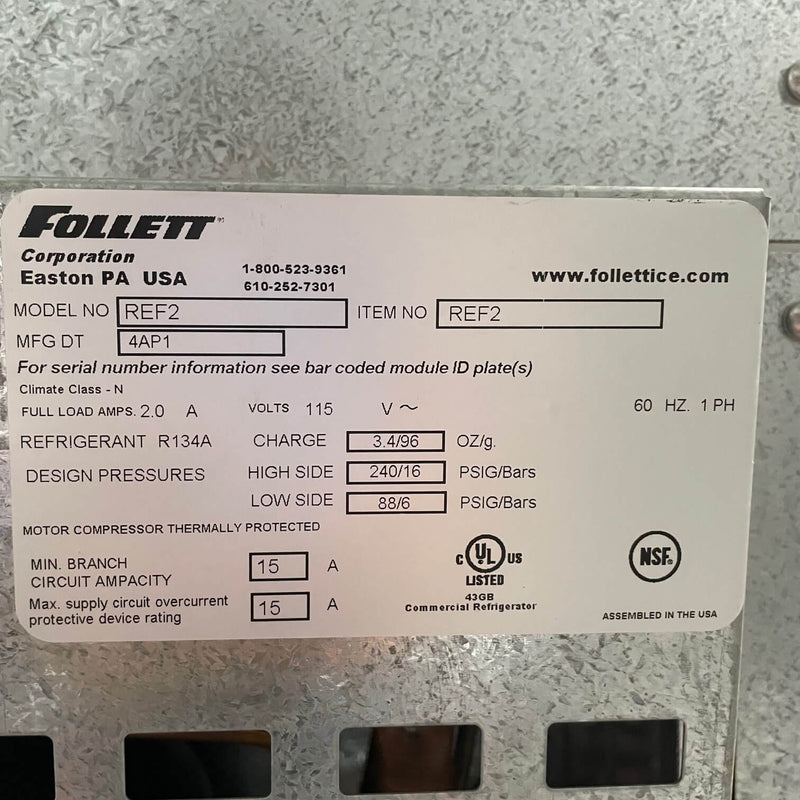 FOLLETT
Corporation
Easton PA USA
1-800-523-9361
610-252-7301
www.follettice.com
MODEL NO REF2 ITEM NO REF2
MFG DT 4AP1
For serial number information see bar coded module ID plate(s)
Climate Class - N
FULL LOAD AMPS. 2.0 A VOLTS 115 V ~ 60 HZ. 1 PH
REFRIGERANT R134A CHARGE 3.4/96 OZ/g.
DESIGN PRESSURES HIGH SIDE 240/16 PSIG/Bars
LOW SIDE 88/6 PSIG/Bars
MOTOR COMPRESSOR THERMALLY PROTECTED
MIN. BRANCH
CIRCUIT AMPACITY 15 A
Max. supply circuit overcurrent
protective device rating 15 A
C UL US
LISTED
43GB
Commercial Refrigerator
NSF®
ASSEMBLED IN THE USA